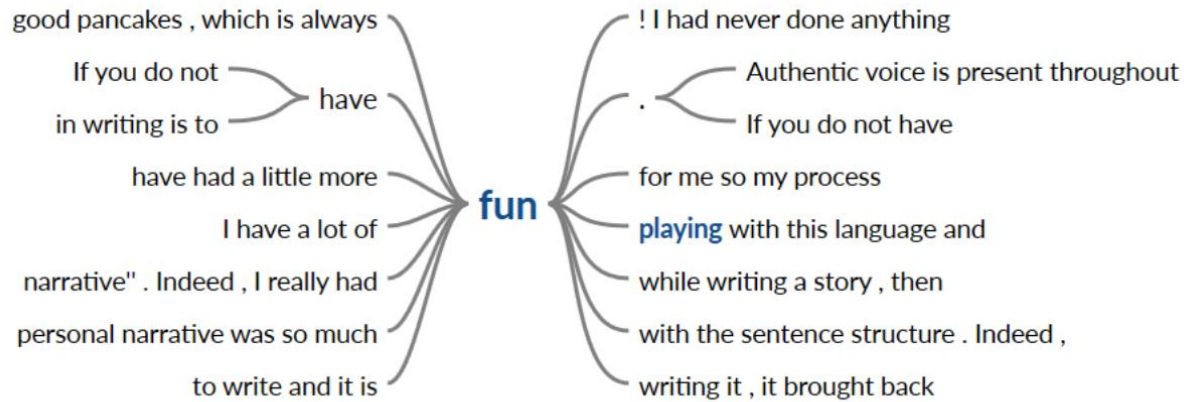 good pancakes , which is always
If you do not
in writing is to
have
have had a little more
I have a lot of
narrative" . Indeed , I really had
personal narrative was so much
to write and it is
fun
! I had never done anything
.
Authentic voice is present throughout
If you do not have
for me so my process
playing with this language and
while writing a story , then
with the sentence structure . Indeed ,
writing it , it brought back